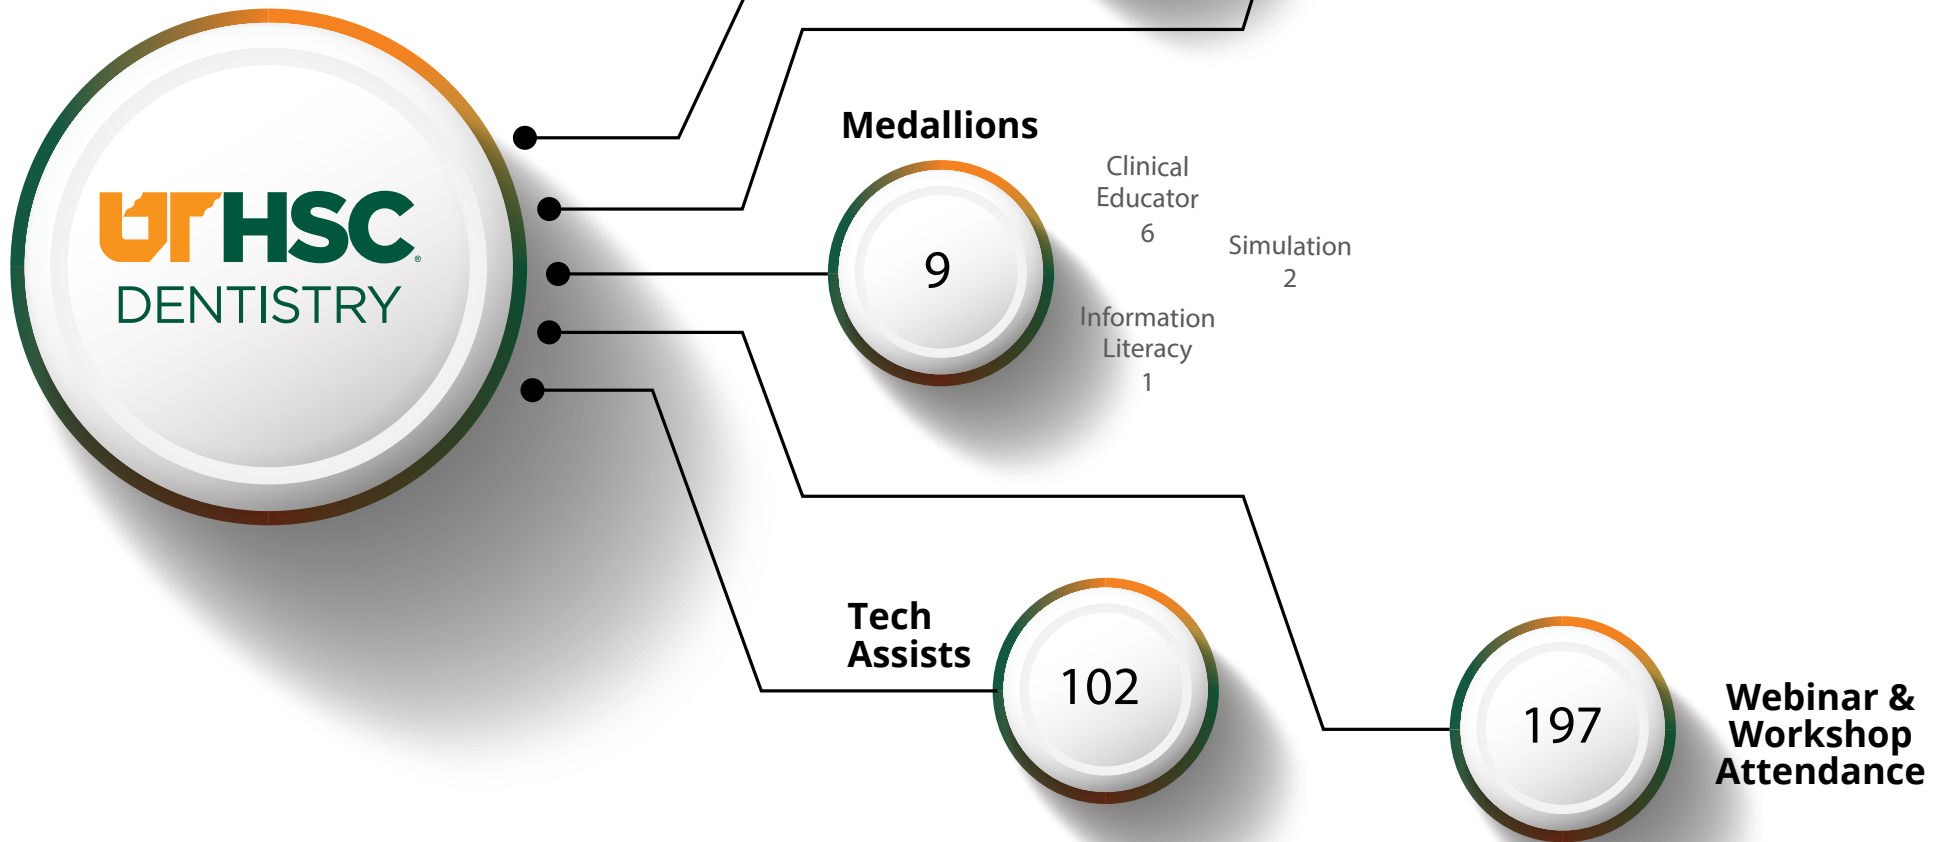 UTHSC®
DENTISTRY
Medallions
9
Clinical
Educator
6
Simulation
2
Information
Literacy
1
Tech
Assists
102
197
Webinar &
Workshop
Attendance